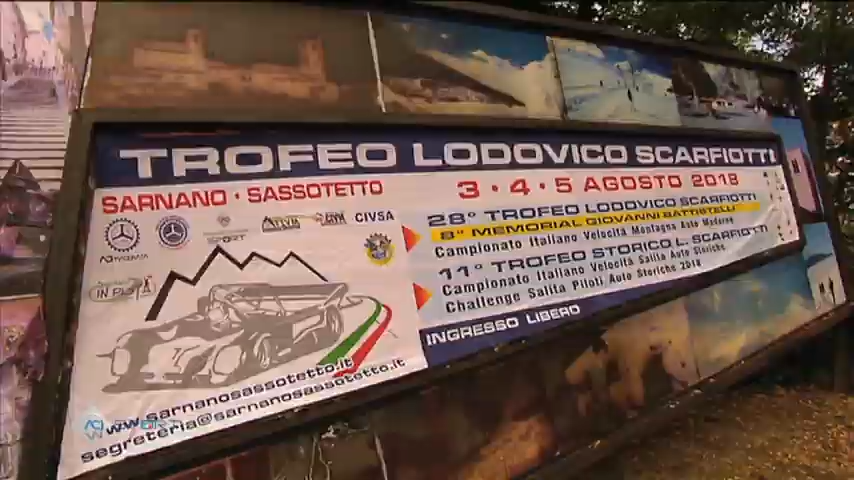 TROFEO LODOVICO SCARFIOTTI
SARNANO · SASSOTETTO
3 · 4 · 5 AGOSTO 2018
CIVSA
28° TROFEO LODOVICO SCARFIOTTI
8° MEMORIAL GIOVANNI BATTISTELLI
Campionato Italiano Velocità Montagna Auto Moderne
11° TROFEO STORICO L. SCARFIOTTI
Campionato Italiano Velocità Salita Auto Storiche
Challenge Salita Piloti Auto Storiche 2018
INGRESSO LIBERO
www.sarnanosassotetto.it
segreteria@sarnanosassotetto.it